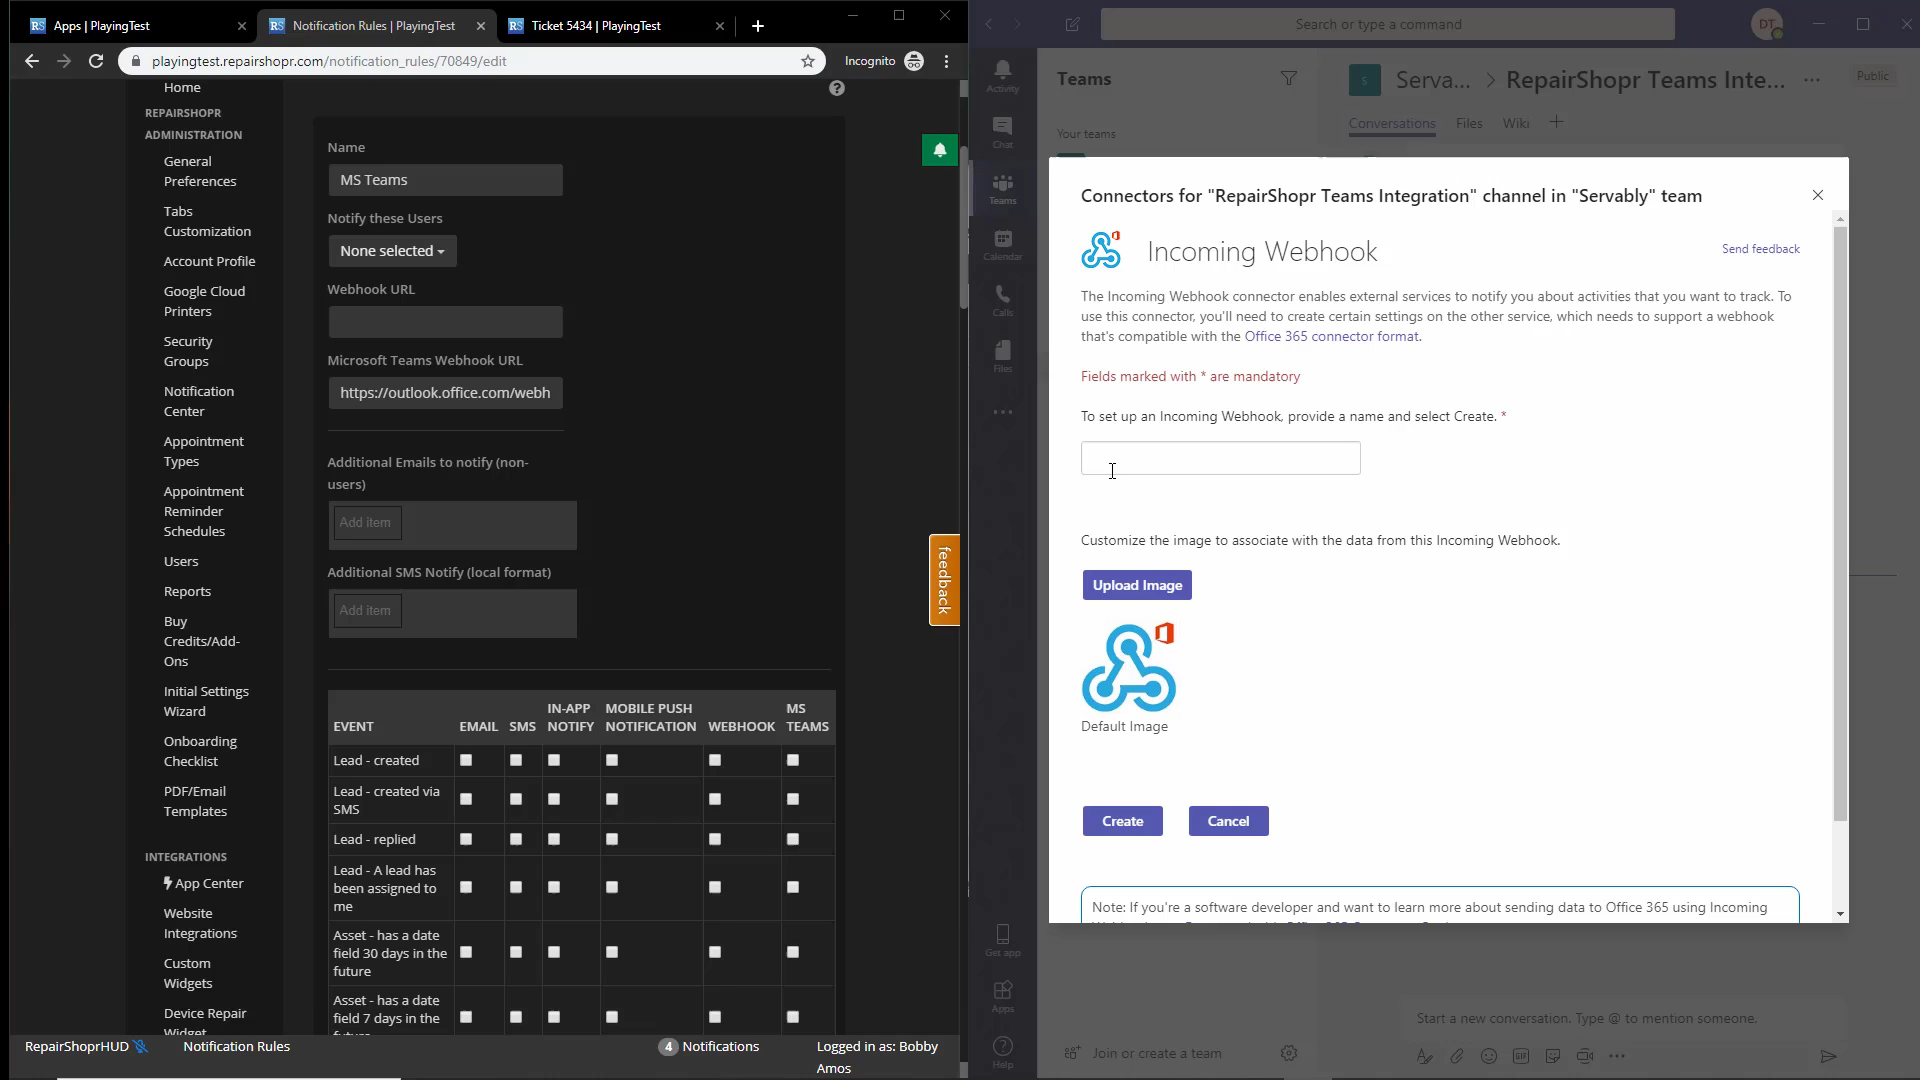 Apps | PlayingTest
Notification Rules | PlayingTest
Ticket 5434 | PlayingTest
playingtest.repairshopr.com/notification_rules/70849/edit
Incognito
Home
REPAIRSHOPR
ADMINISTRATION
General
Preferences
Tabs
Customization
Account Profile
Google Cloud
Printers
Security
Groups
Notification
Center
Appointment
Types
Appointment
Reminder
Schedules
Users
Reports
Buy
Credits/Add-
Ons
Initial Settings
Wizard
Onboarding
Checklist
PDF/Email
Templates
INTEGRATIONS
App Center
Website
Integrations
Custom
Widgets
Device Repair
Widget
Name
MS Teams
Notify these Users
None selected
Webhook URL
Microsoft Teams Webhook URL
https://outlook.office.com/webh
Additional Emails to notify (non-
users)
Add item
Additional SMS Notify (local format)
Add item
feedback
EVENT EMAIL SMS IN-APP NOTIFY MOBILE PUSH NOTIFICATION WEBHOOK MS TEAMS
Lead - created
Lead - created via
SMS
Lead - replied
Lead - A lead has
been assigned to
me
Asset - has a date
field 30 days in the
future
Asset - has a date
field 7 days in the
RepairShoprHUD
Notification Rules
4 Notifications
Logged in as: Bobby
Amos
Search or type a command
DT
Activity
Chat
Teams
Calendar
Calls
Files
Get app
Apps
Help
Teams
Your teams
Join or create a team
S
Serva... > RepairShopr Teams Inte...
Public
Conversations Files Wiki
Connectors for "RepairShopr Teams Integration" channel in "Servably" team
Incoming Webhook
Send feedback
The Incoming Webhook connector enables external services to notify you about activities that you want to track. To
use this connector, you'll need to create certain settings on the other service, which needs to support a webhook
that's compatible with the Office 365 connector format.
Fields marked with * are mandatory
To set up an Incoming Webhook, provide a name and select Create. *
Customize the image to associate with the data from this Incoming Webhook.
Upload Image
Default Image
Create
Cancel
Note: If you're a software developer and want to learn more about sending data to Office 365 using Incoming
Start a new conversation. Type @ to mention someone.
GIF